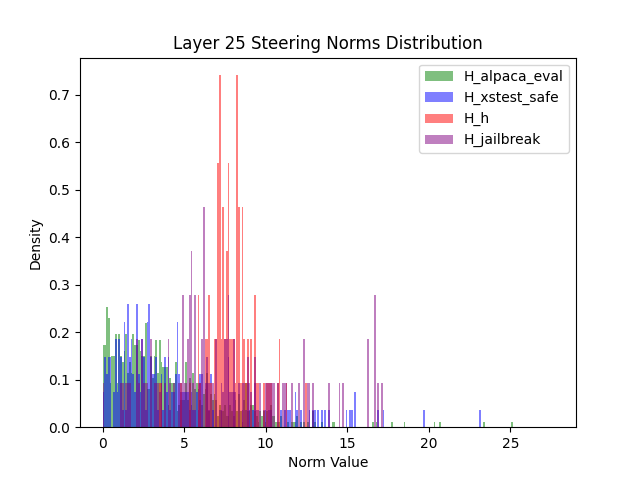 Layer 25 Steering Norms Distribution
H_alpaca_eval
H_xstest_safe
H_h
H_jailbreak
Density
0.7
0.6
0.5
0.4
0.3
0.2
0.1
0.0
0 5 10 15 20 25
Norm Value